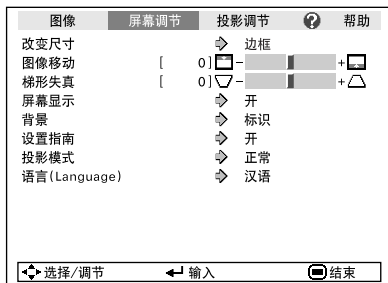 图像 屏幕调节 投影调节 ? 帮助
改变尺寸 边框
图像移动 [ 0] - +
梯形失真 [ 0] - +
屏幕显示 开
背景 标识
设置指南 开
投影模式 正常
语言(Language) 汉语
选择/调节 输入 结束